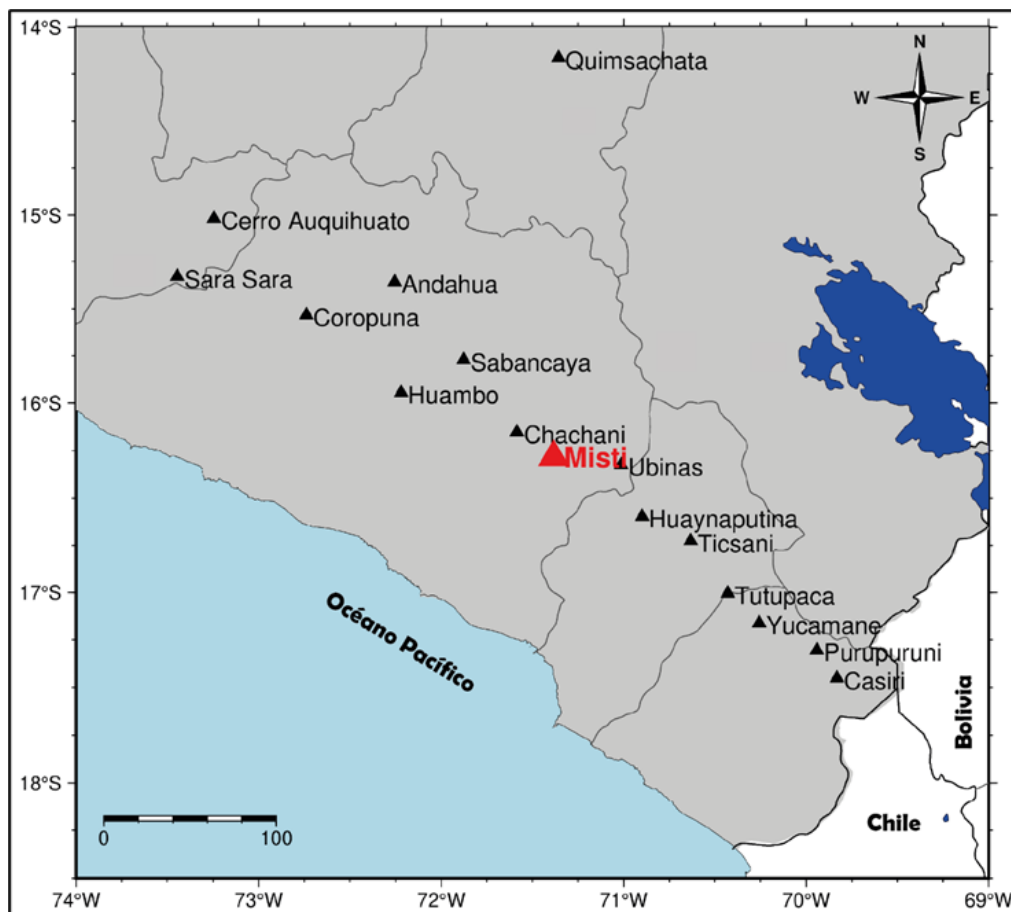 14°S
Quimsachata
N
W
E
S
15°S
Cerro Auquihuato
Sara Sara
Andahua
Coropuna
Sabancaya
16°S
Huambo
Chachani
Misti
Ubinas
Huaynaputina
Ticsani
17°S
Océano Pacífico
Tutupaca
Yucamane
Purupuruni
Casiri
Bolivia
18°S
0
100
Chile
74°W
73°W
72°W
71°W
70°W
69°W